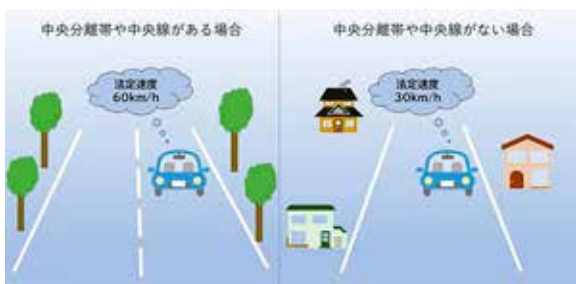 中央分離帯や中央線がある場合
法定速度
60km/h
中央分離帯や中央線がない場合
法定速度
30km/h